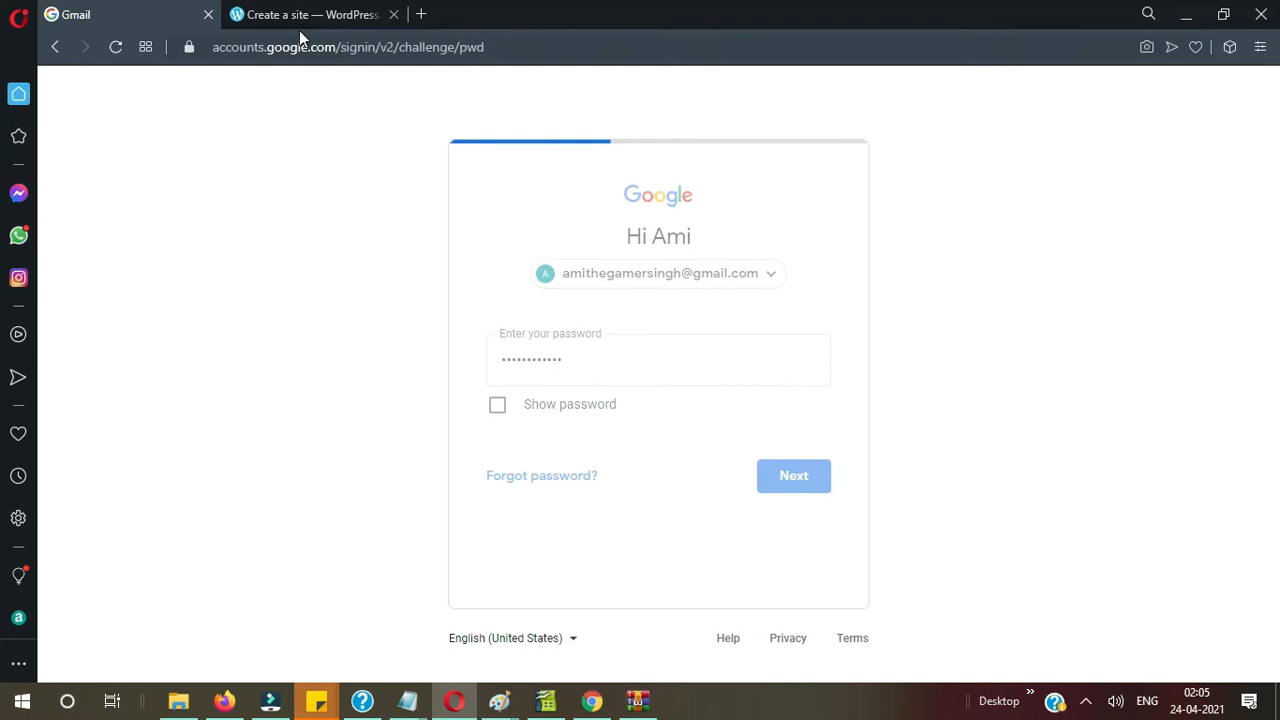 Gmail
Create a site — WordPress.
accounts.google.com/signin/v2/challenge/pwd
Google
Hi Ami
A amithegamersingh@gmail.com
Enter your password
••••••••••••
Show password
Forgot password?
Next
English (United States)
Help
Privacy
Terms
a
Desktop
ENG
02:05
24-04-2021